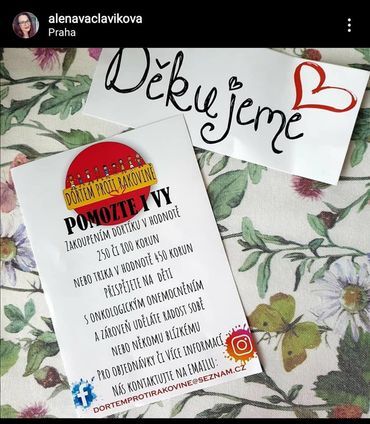 alenavaclavikova
Praha
Děkujeme
DORTEM PROTI RAKOVINĚ
POMOZTE I VY
ZAKOUPENÍM DORTÍKU V HODNOTĚ
250 ČI 800 KORUN
NEBO TRIKA V HODNOTĚ 450 KORUN
PŘISPĚJETE NA DĚTI
S ONKOLOGICKÝM ONEMOCNĚNÍM
A ZÁROVEŇ UDĚLÁTE RADOST SOBĚ
NEBO NĚKOMU BLÍZKÉMU
PRO OBJEDNÁVKY ČI VÍCE INFORMACÍ
NÁS KONTAKTUJTE NA EMAILU:
DORTEMPROTIRAKOVINE@SEZNAM.CZ